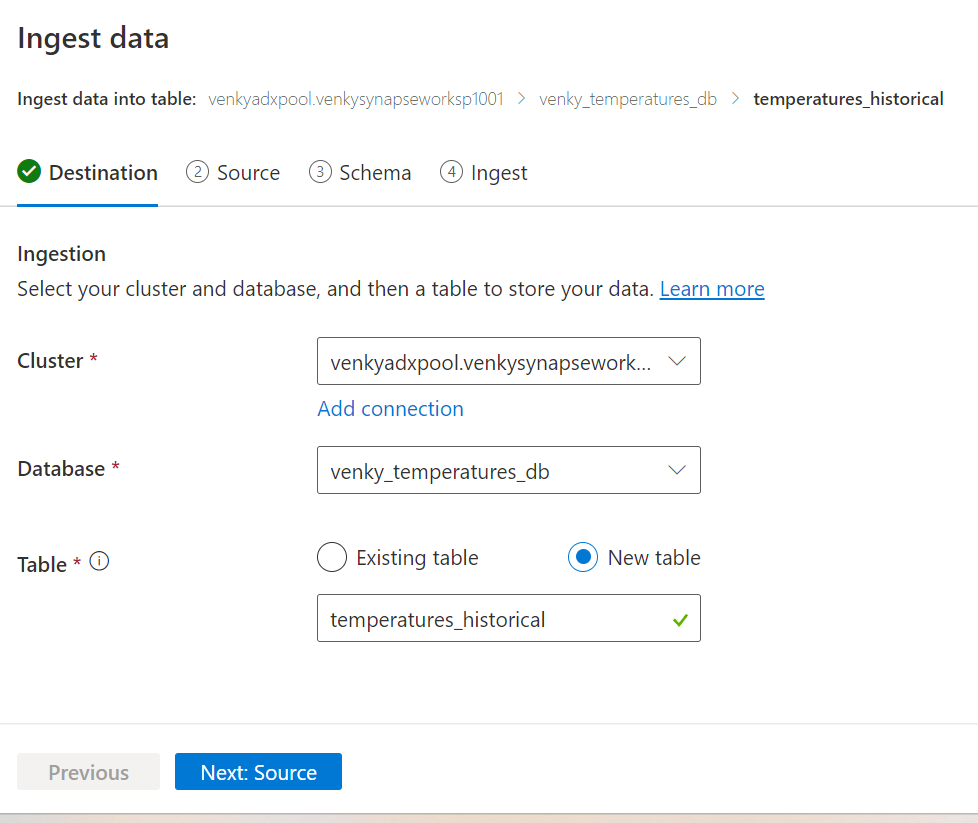 Ingest data
Ingest data into table: venkyadxpool.venkysynapseworksp1001 > venky_temperatures_db > temperatures_historical
Destination 2 Source 3 Schema 4 Ingest
Ingestion
Select your cluster and database, and then a table to store your data. Learn more
Cluster * venkyadxpool.venkysynapsework...
Add connection
Database * venky_temperatures_db
Table * i Existing table New table
temperatures_historical
Previous Next: Source